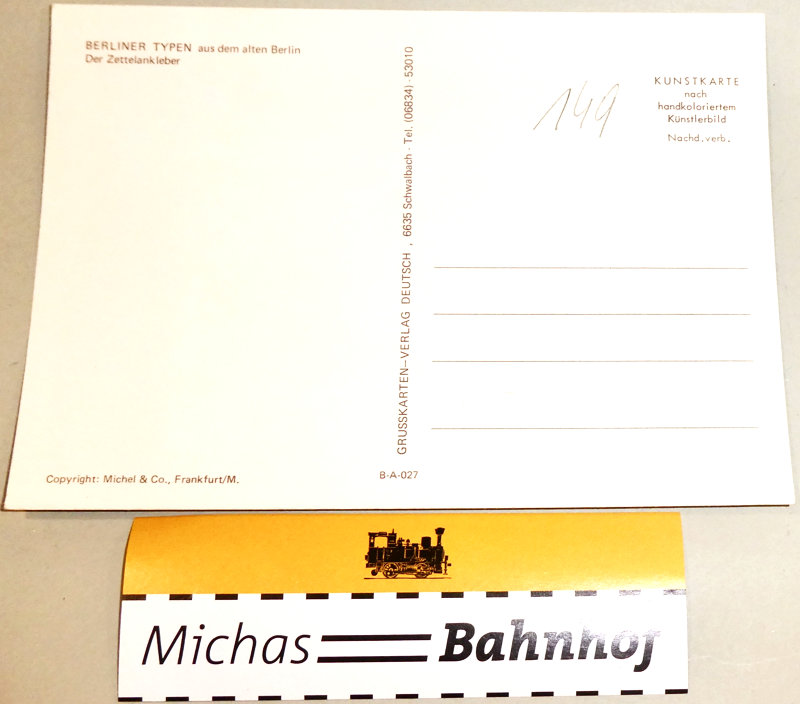 BERLINER TYPEN aus dem alten Berlin
Der Zettelankleber
GRUSSKARTEN–VERLAG DEUTSCH , 6635 Schwalbach · Tel. (06834) · 53010
149
KUNSTKARTE
nach
handkoloriertem
Künstlerbild
Nachd. verb.
Copyright: Michel & Co., Frankfurt/M.
B-A-027
Michas Bahnhof